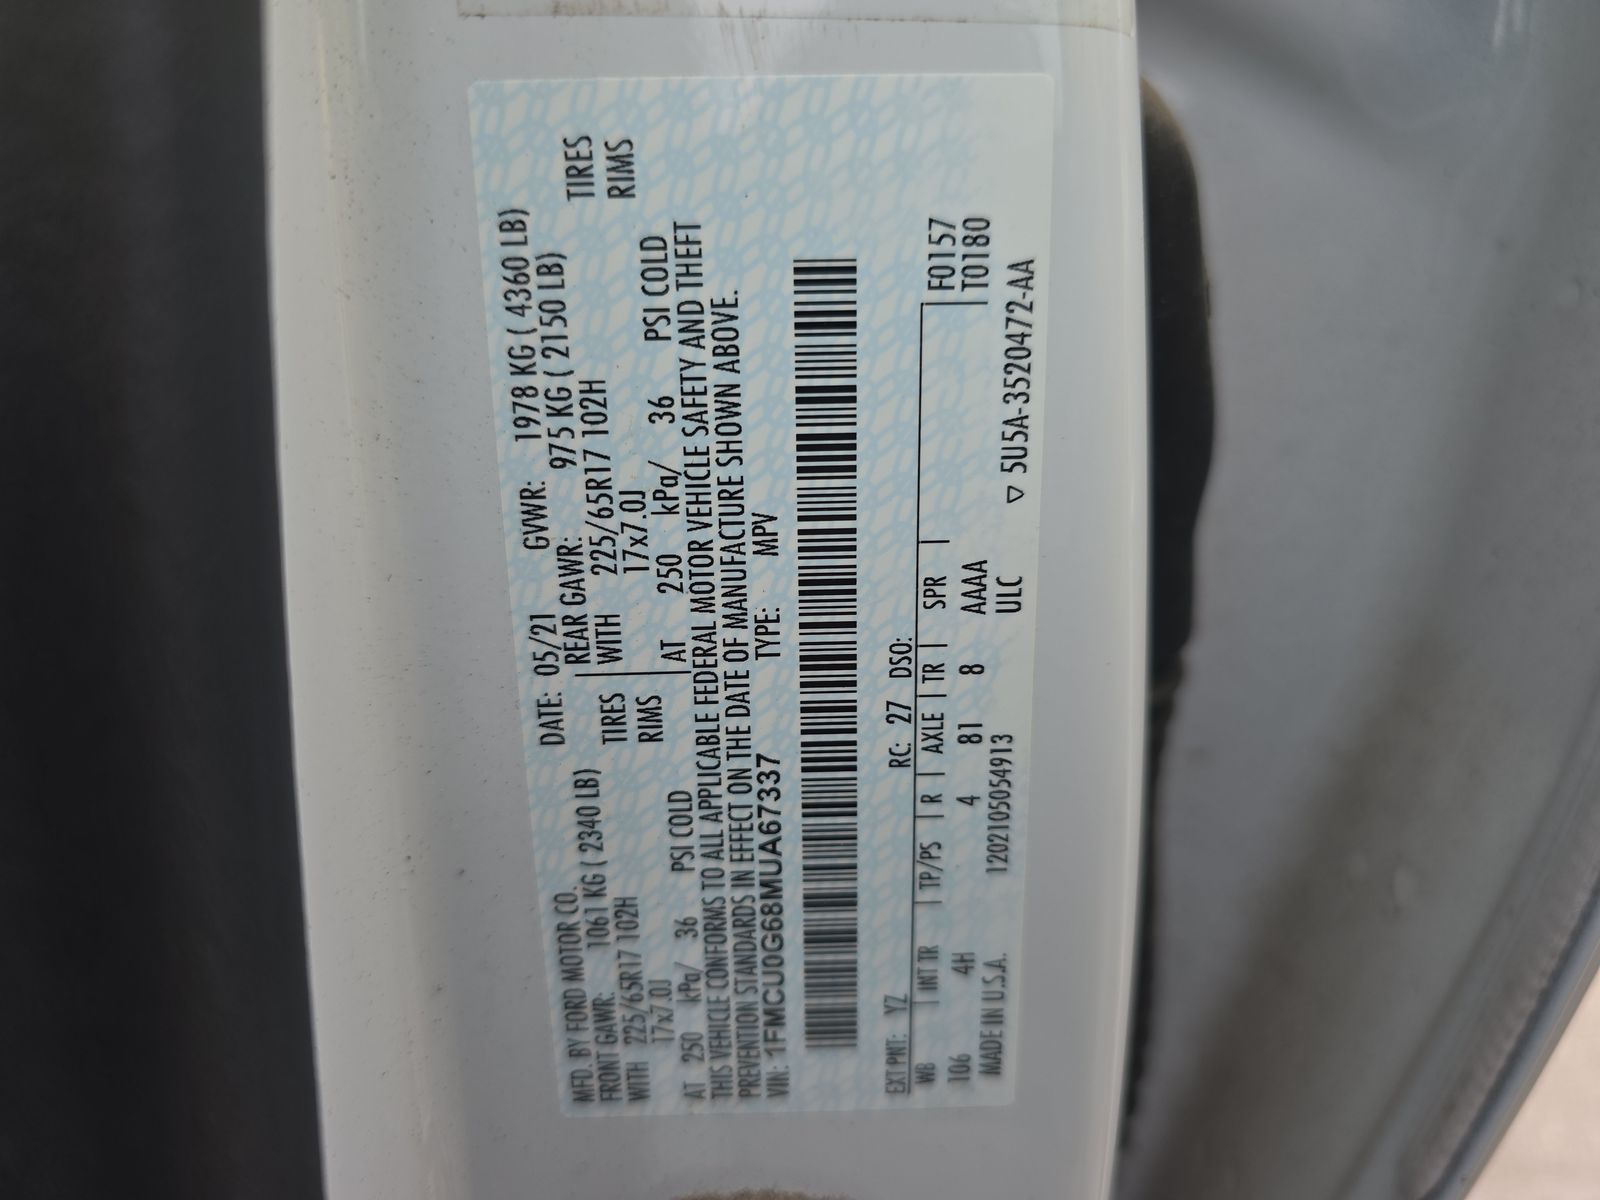 MFD. BY FORD MOTOR CO. DATE: 05/21 GVWR: 1978 KG ( 4360 LB)
FRONT GAWR: 1061 KG ( 2340 LB) REAR GAWR: 975 KG ( 2150 LB)
WITH 225/65R17 102H TIRES WITH 225/65R17 102H TIRES
17x7.0J RIMS 17x7.0J RIMS
AT 250 kPa/ 36 PSI COLD AT 250 kPa/ 36 PSI COLD
THIS VEHICLE CONFORMS TO ALL APPLICABLE FEDERAL MOTOR VEHICLE SAFETY AND THEFT
PREVENTION STANDARDS IN EFFECT ON THE DATE OF MANUFACTURE SHOWN ABOVE.
VIN: 1FMCU0G68MUA67337 TYPE: MPV
EXT PNT: YZ RC: 27 DSO:
WB INT TR TP/PS R AXLE TR SPR F0157
106 4H 4 81 8 AAAA T0180
MADE IN U.S.A. 120210505​4913 ULC
▽ 5U5A-3520472-AA